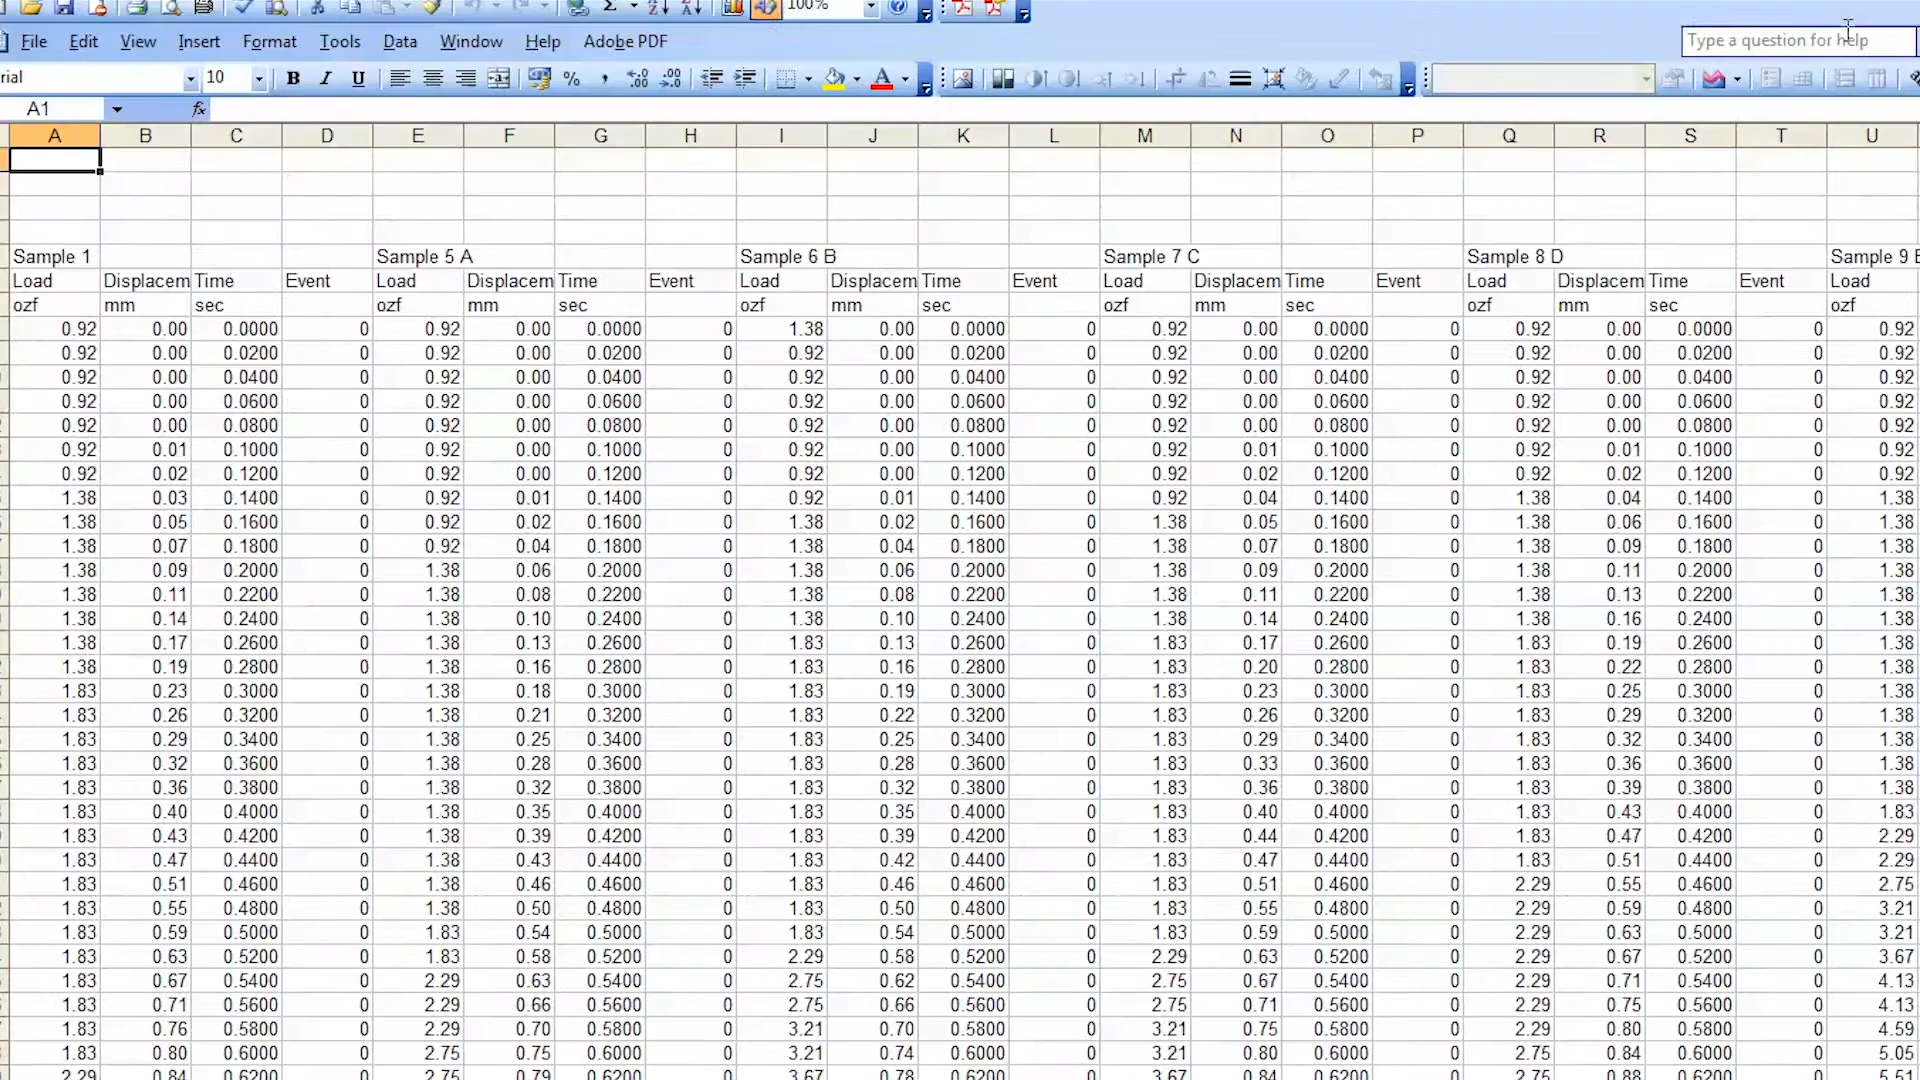 100%
File Edit View Insert Format Tools Data Window Help Adobe PDF Type a question for help
rial 10 B I U % ,
A1 fx
A B C D E F G H I J K L M N O P Q R S T U
Sample 1 Sample 5 A Sample 6 B Sample 7 C Sample 8 D Sample 9
Load Displacem Time Event Load Displacem Time Event Load Displacem Time Event Load Displacem Time Event Load Displacem Time Event Load
ozf mm sec ozf mm sec ozf mm sec ozf mm sec ozf mm sec ozf
0.92 0.00 0.0000 0 0.92 0.00 0.0000 0 1.38 0.00 0.0000 0 0.92 0.00 0.0000 0 0.92 0.00 0.0000 0 0.92
0.92 0.00 0.0200 0 0.92 0.00 0.0200 0 0.92 0.00 0.0200 0 0.92 0.00 0.0200 0 0.92 0.00 0.0200 0 0.92
0.92 0.00 0.0400 0 0.92 0.00 0.0400 0 0.92 0.00 0.0400 0 0.92 0.00 0.0400 0 0.92 0.00 0.0400 0 0.92
0.92 0.00 0.0600 0 0.92 0.00 0.0600 0 0.92 0.00 0.0600 0 0.92 0.00 0.0600 0 0.92 0.00 0.0600 0 0.92
0.92 0.00 0.0800 0 0.92 0.00 0.0800 0 0.92 0.00 0.0800 0 0.92 0.00 0.0800 0 0.92 0.00 0.0800 0 0.92
0.92 0.01 0.1000 0 0.92 0.00 0.1000 0 0.92 0.00 0.1000 0 0.92 0.01 0.1000 0 0.92 0.01 0.1000 0 0.92
0.92 0.02 0.1200 0 0.92 0.00 0.1200 0 0.92 0.00 0.1200 0 0.92 0.02 0.1200 0 0.92 0.02 0.1200 0 0.92
1.38 0.03 0.1400 0 0.92 0.01 0.1400 0 0.92 0.01 0.1400 0 0.92 0.04 0.1400 0 1.38 0.04 0.1400 0 1.38
1.38 0.05 0.1600 0 0.92 0.02 0.1600 0 1.38 0.02 0.1600 0 1.38 0.05 0.1600 0 1.38 0.06 0.1600 0 1.38
1.38 0.07 0.1800 0 0.92 0.04 0.1800 0 1.38 0.04 0.1800 0 1.38 0.07 0.1800 0 1.38 0.09 0.1800 0 1.38
1.38 0.09 0.2000 0 1.38 0.06 0.2000 0 1.38 0.06 0.2000 0 1.38 0.09 0.2000 0 1.38 0.11 0.2000 0 1.38
1.38 0.11 0.2200 0 1.38 0.08 0.2200 0 1.38 0.08 0.2200 0 1.38 0.11 0.2200 0 1.38 0.13 0.2200 0 1.38
1.38 0.14 0.2400 0 1.38 0.10 0.2400 0 1.38 0.10 0.2400 0 1.38 0.14 0.2400 0 1.38 0.16 0.2400 0 1.38
1.38 0.17 0.2600 0 1.38 0.13 0.2600 0 1.83 0.13 0.2600 0 1.83 0.17 0.2600 0 1.83 0.19 0.2600 0 1.38
1.38 0.19 0.2800 0 1.38 0.16 0.2800 0 1.83 0.16 0.2800 0 1.83 0.20 0.2800 0 1.83 0.22 0.2800 0 1.38
1.83 0.23 0.3000 0 1.38 0.18 0.3000 0 1.83 0.19 0.3000 0 1.83 0.23 0.3000 0 1.83 0.25 0.3000 0 1.38
1.83 0.26 0.3200 0 1.38 0.21 0.3200 0 1.83 0.22 0.3200 0 1.83 0.26 0.3200 0 1.83 0.29 0.3200 0 1.38
1.83 0.29 0.3400 0 1.38 0.25 0.3400 0 1.83 0.25 0.3400 0 1.83 0.29 0.3400 0 1.83 0.32 0.3400 0 1.38
1.83 0.32 0.3600 0 1.38 0.28 0.3600 0 1.83 0.28 0.3600 0 1.83 0.33 0.3600 0 1.83 0.36 0.3600 0 1.38
1.83 0.36 0.3800 0 1.38 0.32 0.3800 0 1.83 0.32 0.3800 0 1.83 0.36 0.3800 0 1.83 0.39 0.3800 0 1.38
1.83 0.40 0.4000 0 1.38 0.35 0.4000 0 1.83 0.35 0.4000 0 1.83 0.40 0.4000 0 1.83 0.43 0.4000 0 1.83
1.83 0.43 0.4200 0 1.38 0.39 0.4200 0 1.83 0.39 0.4200 0 1.83 0.44 0.4200 0 1.83 0.47 0.4200 0 2.29
1.83 0.47 0.4400 0 1.38 0.43 0.4400 0 1.83 0.42 0.4400 0 1.83 0.47 0.4400 0 1.83 0.51 0.4400 0 2.29
1.83 0.51 0.4600 0 1.38 0.46 0.4600 0 1.83 0.46 0.4600 0 1.83 0.51 0.4600 0 2.29 0.55 0.4600 0 2.75
1.83 0.55 0.4800 0 1.38 0.50 0.4800 0 1.83 0.50 0.4800 0 1.83 0.55 0.4800 0 2.29 0.59 0.4800 0 3.21
1.83 0.59 0.5000 0 1.83 0.54 0.5000 0 1.83 0.54 0.5000 0 1.83 0.59 0.5000 0 2.29 0.63 0.5000 0 3.21
1.83 0.63 0.5200 0 1.83 0.58 0.5200 0 2.29 0.58 0.5200 0 2.29 0.63 0.5200 0 2.29 0.67 0.5200 0 3.67
1.83 0.67 0.5400 0 2.29 0.63 0.5400 0 2.75 0.62 0.5400 0 2.75 0.67 0.5400 0 2.29 0.71 0.5400 0 4.13
1.83 0.71 0.5600 0 2.29 0.66 0.5600 0 2.75 0.66 0.5600 0 2.75 0.71 0.5600 0 2.29 0.75 0.5600 0 4.13
1.83 0.76 0.5800 0 2.29 0.70 0.5800 0 3.21 0.70 0.5800 0 3.21 0.75 0.5800 0 2.29 0.80 0.5800 0 4.59
1.83 0.80 0.6000 0 2.75 0.75 0.6000 0 3.21 0.74 0.6000 0 3.21 0.80 0.6000 0 2.75 0.84 0.6000 0 5.05
2.29 0.84 0.6200 0 2.75 0.79 0.6200 0 3.67 0.78 0.6200 0 3.67 0.84 0.6200 0 2.75 0.88 0.6200 0 5.51